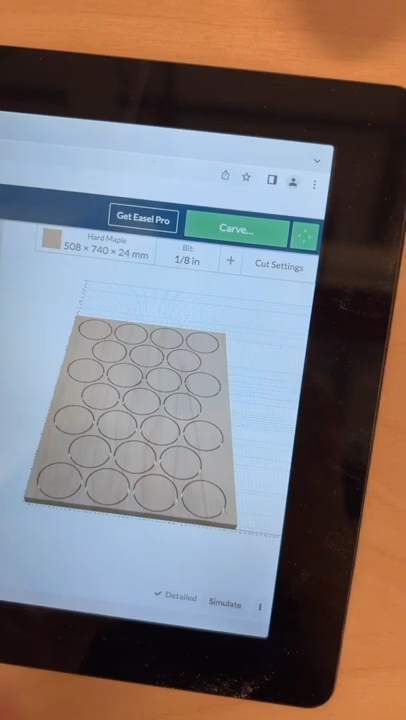 Get Easel Pro
Carve...
Hard Maple
508 × 740 × 24 mm
Bit:
1/8 in
+
Cut Settings
✓ Detailed
Simulate